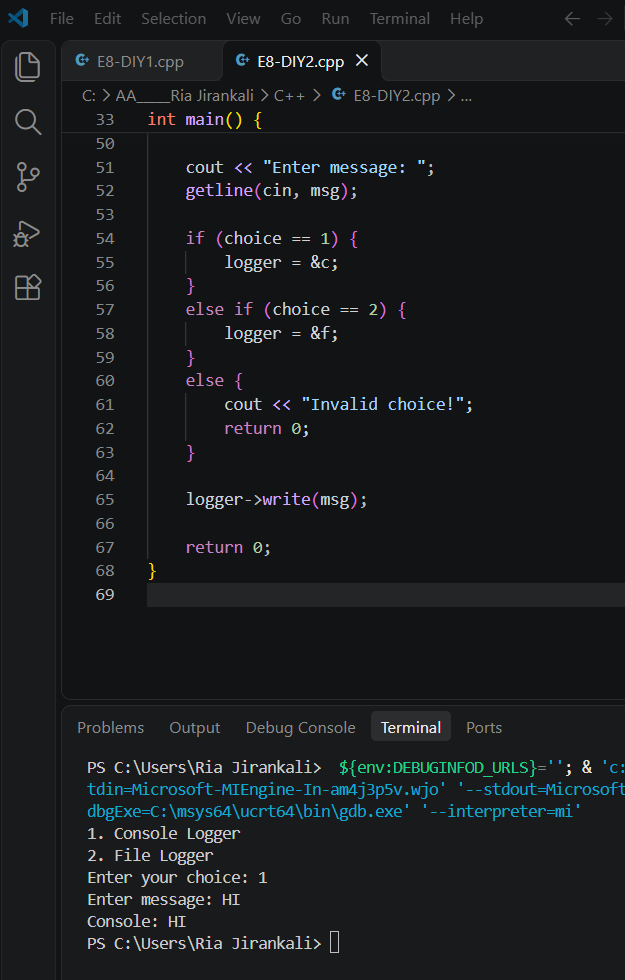 File Edit Selection View Go Run Terminal Help
E8-DIY1.cpp E8-DIY2.cpp
C: > AA____Ria Jirankali > C++ > E8-DIY2.cpp > ...
33 int main() {
50
51 cout << "Enter message: ";
52 getline(cin, msg);
53
54 if (choice == 1) {
55 logger = &c;
56 }
57 else if (choice == 2) {
58 logger = &f;
59 }
60 else {
61 cout << "Invalid choice!";
62 return 0;
63 }
64
65 logger->write(msg);
66
67 return 0;
68 }
69
Problems Output Debug Console Terminal Ports
PS C:\Users\Ria Jirankali> ${env:DEBUGINFOD_URLS}=''; & 'c:
tdin=Microsoft-MIEngine-In-am4j3p5v.wjo' '--stdout=Microsoft
dbgExe=C:\msys64\ucrt64\bin\gdb.exe' '--interpreter=mi'
1. Console Logger
2. File Logger
Enter your choice: 1
Enter message: HI
Console: HI
PS C:\Users\Ria Jirankali>